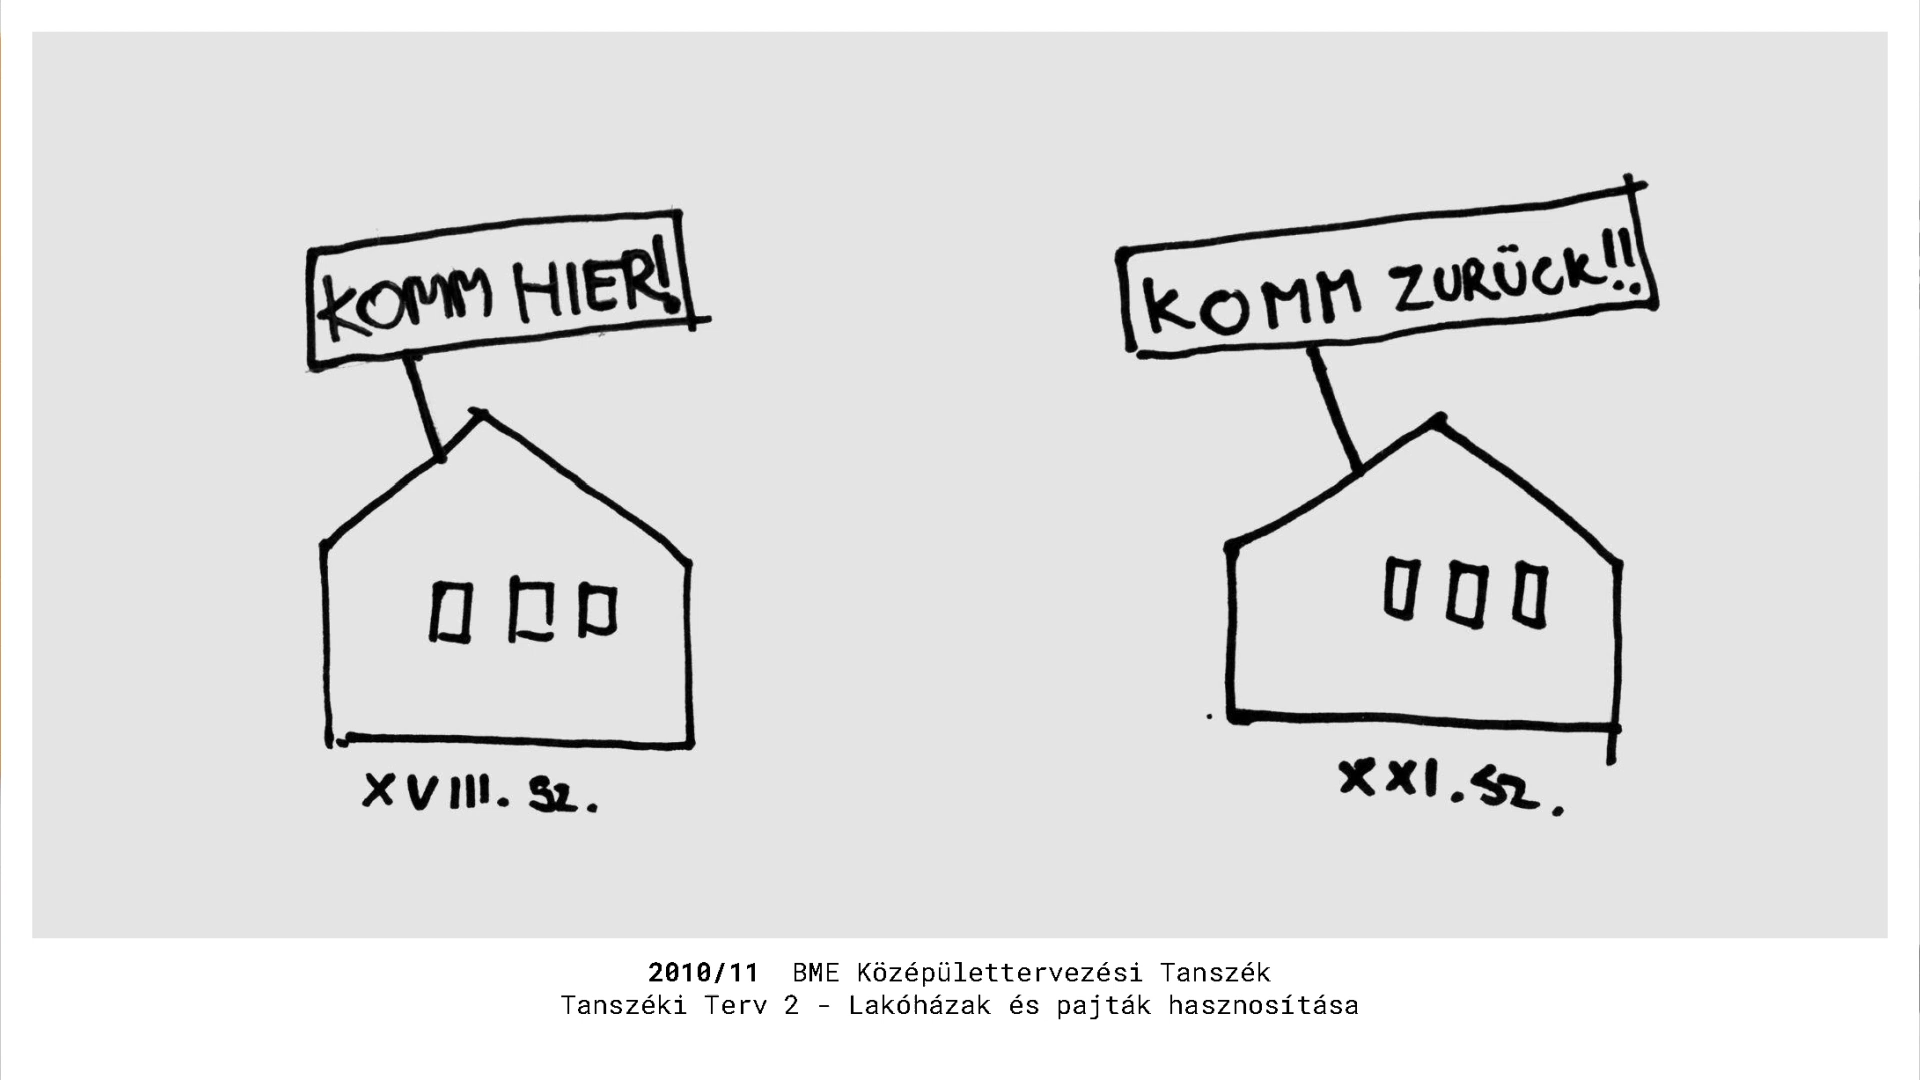 KOMM HIER!
XVIII. SZ.
KOMM ZURÜCK!!
XXI. SZ.
2010/11 BME Középülettervezési Tanszék
Tanszéki Terv 2 - Lakóházak és pajták hasznosítása